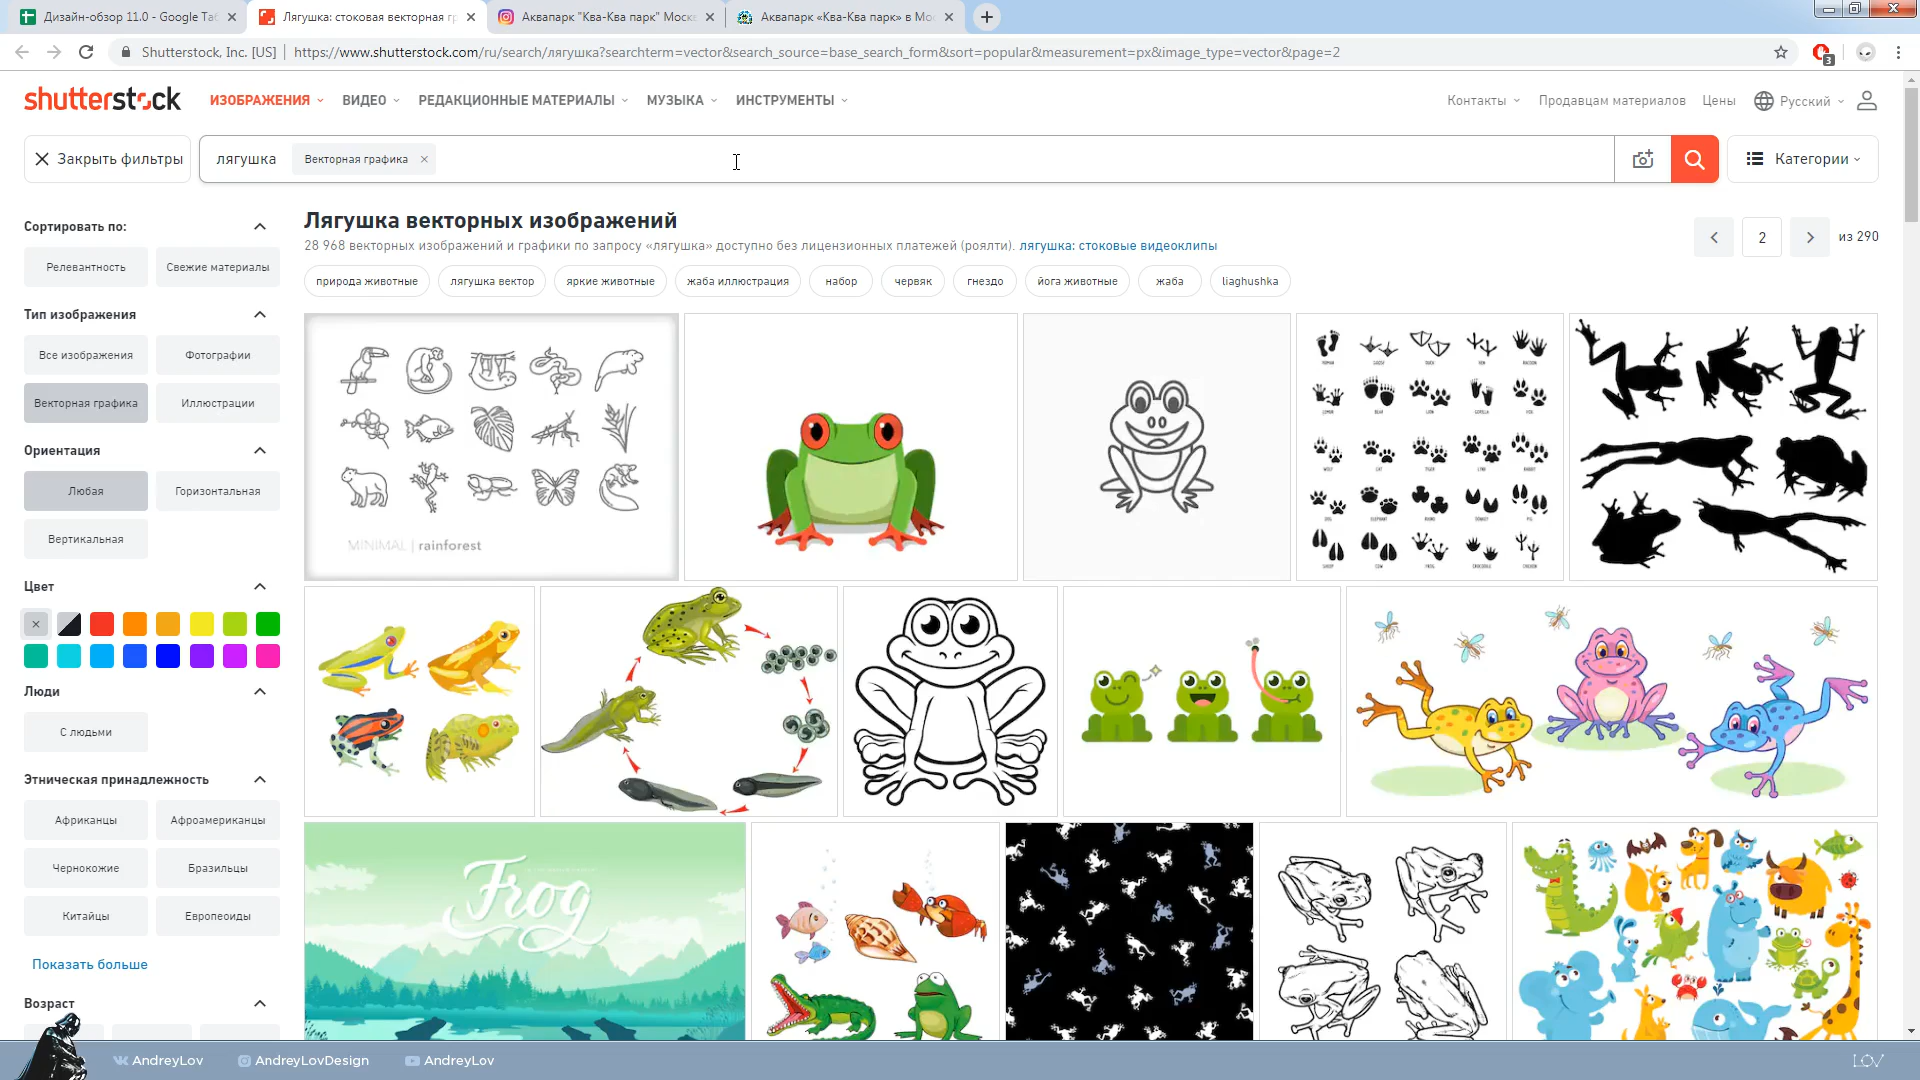 Дизайн-обзор 11.0 - Google Таб
Лягушка: стоковая векторная гр
Аквапарк "Ква-Ква парк" Моск
Аквапарк «Ква-Ква парк» в Мо
Shutterstock, Inc. [US] | https://www.shutterstock.com/ru/search/лягушка?searchterm=vector&search_source=base_search_form&sort=popular&measurement=px&image_type=vector&page=2
3
shutterstock
ИЗОБРАЖЕНИЯ ВИДЕО РЕДАКЦИОННЫЕ МАТЕРИАЛЫ МУЗЫКА ИНСТРУМЕНТЫ
Контакты Продавцам материалов Цены Русский
Закрыть фильтры
лягушка Векторная графика
Категории
Сортировать по:
Релевантность Свежие материалы
Тип изображения
Все изображения Фотографии
Векторная графика Иллюстрации
Ориентация
Любая Горизонтальная
Вертикальная
Цвет
Люди
С людьми
Этническая принадлежность
Африканцы Афроамериканцы
Чернокожие Бразильцы
Китайцы Европеоиды
Показать больше
Возраст
Лягушка векторных изображений
28 968 векторных изображений и графики по запросу «лягушка» доступно без лицензионных платежей (роялти). лягушка: стоковые видеоклипы
2 из 290
природа животные лягушка вектор яркие животные жаба иллюстрация набор червяк гнездо йога животные жаба liaghushka
MINIMAL | rainforest
Frog
AndreyLov AndreyLovDesign AndreyLov
LOV